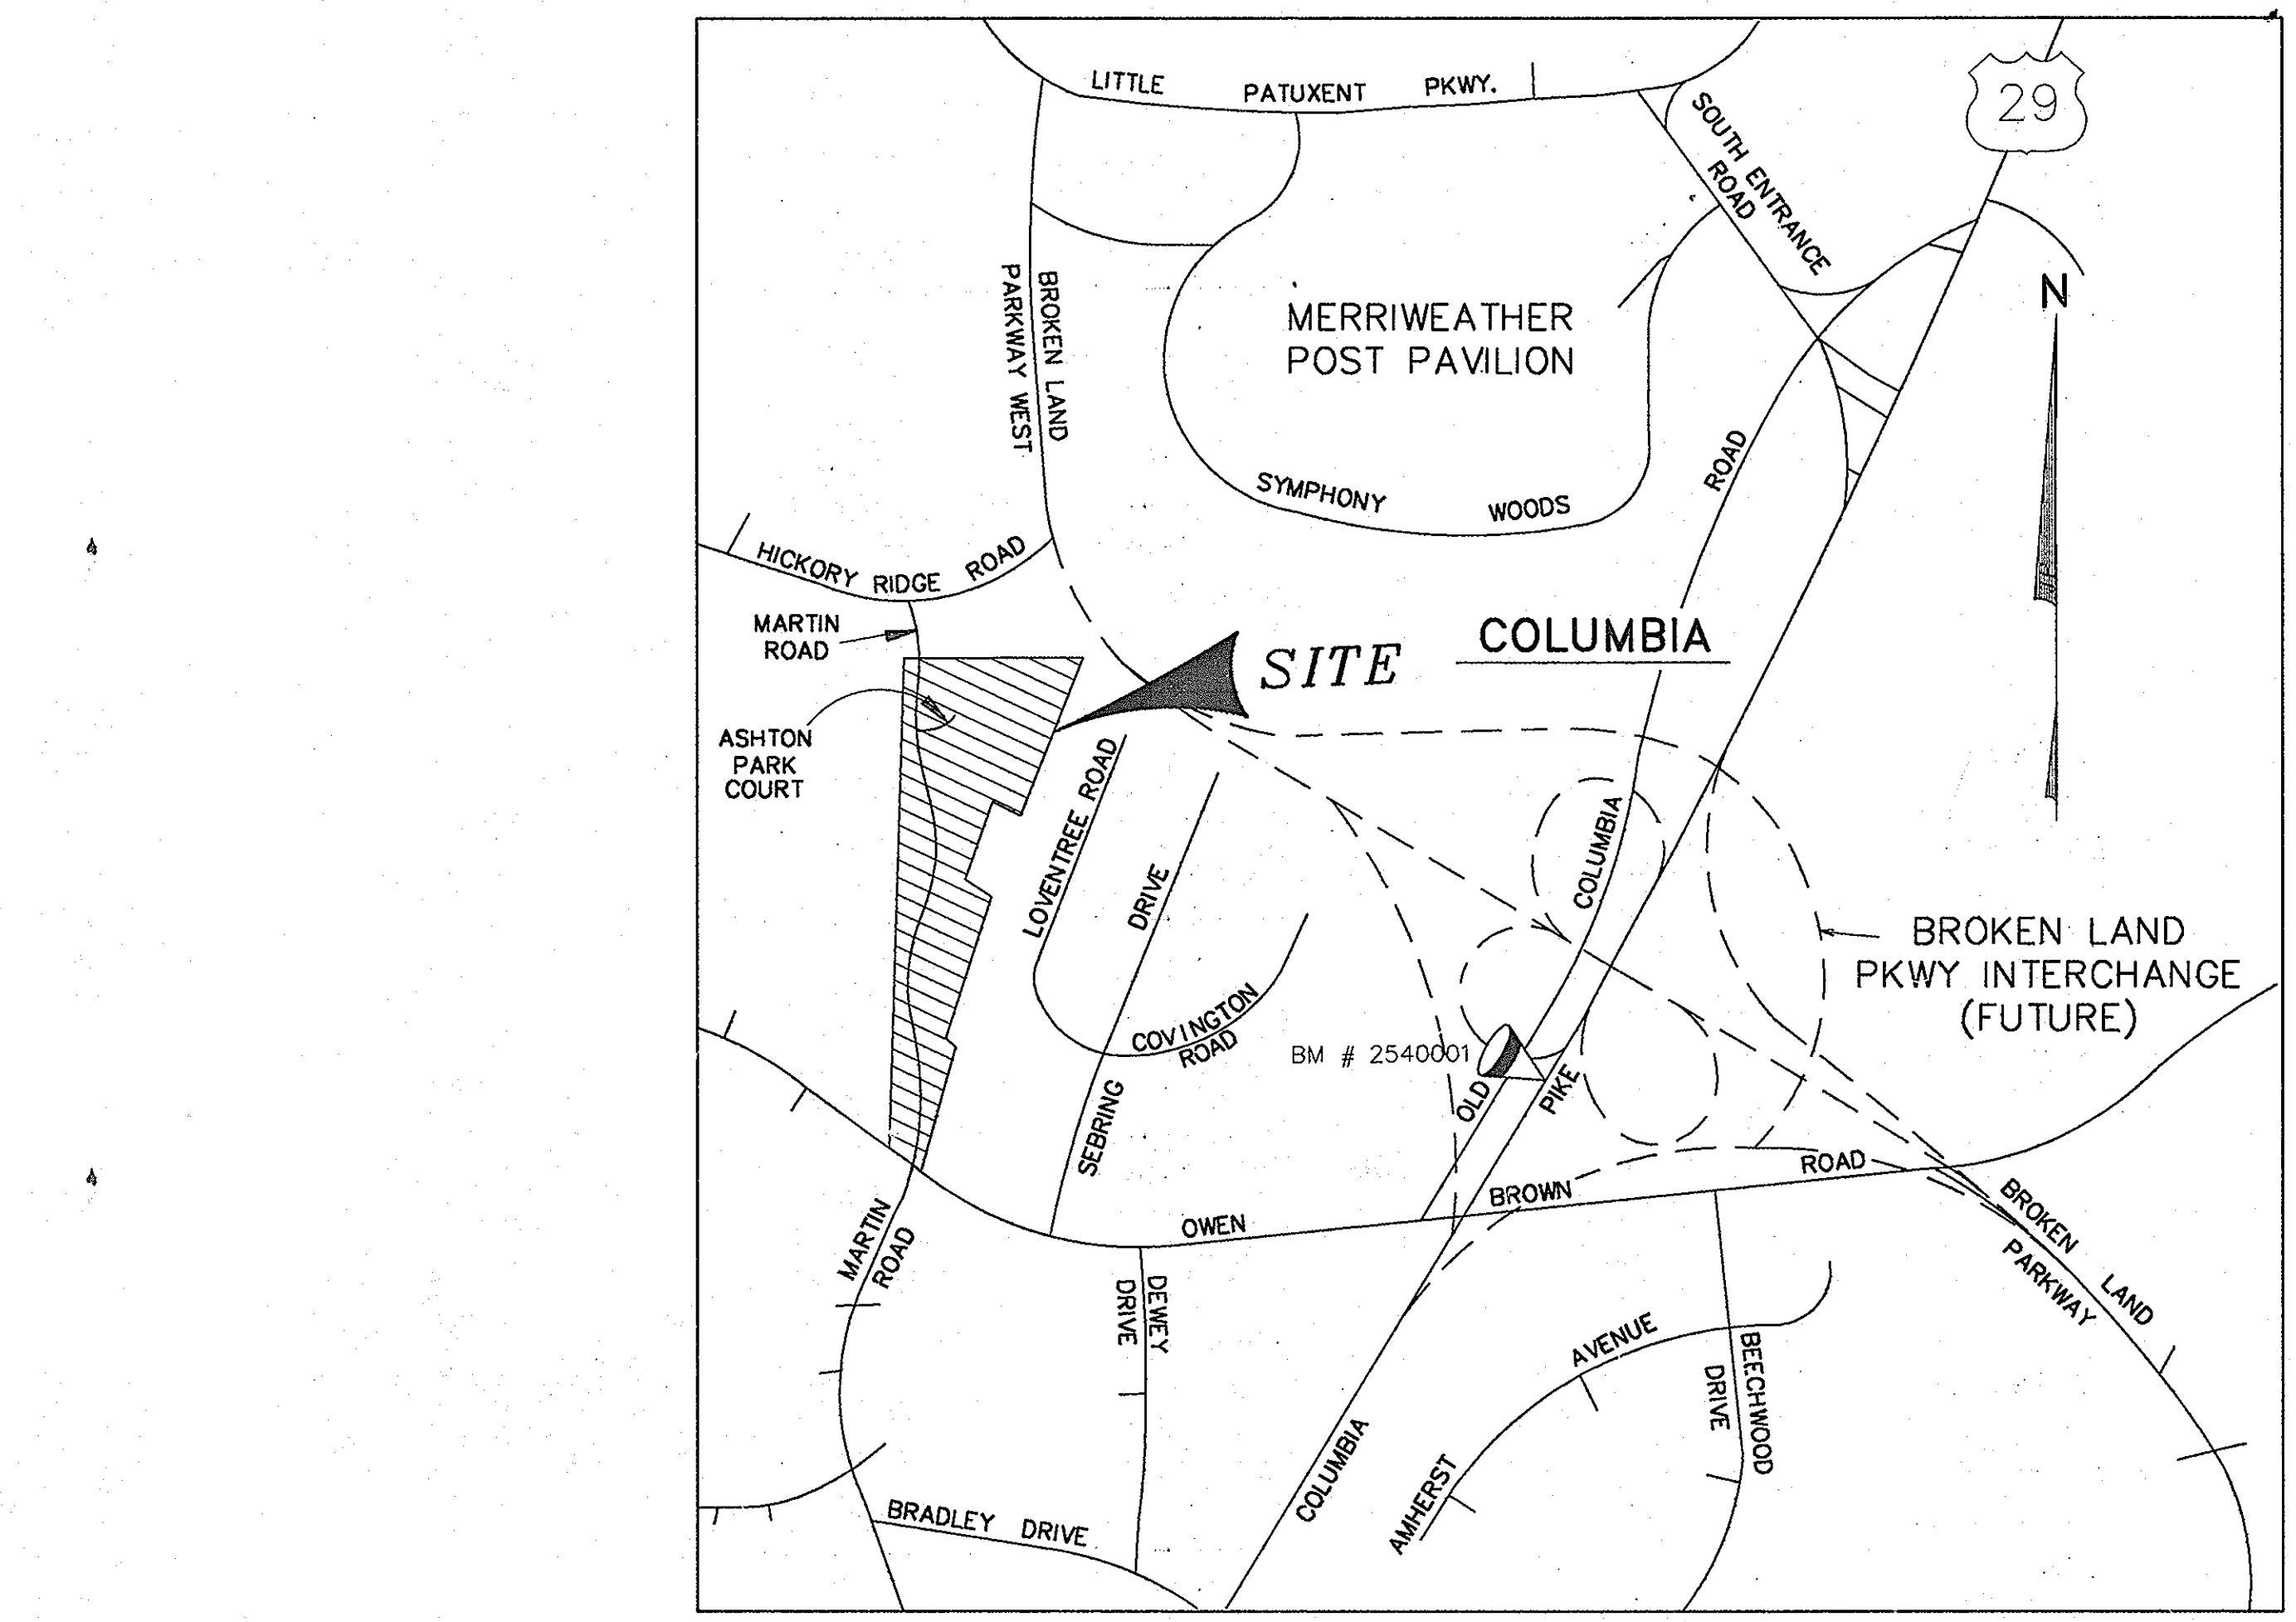 LITTLE PATUXENT PKWY.
29
SOUTH ENTRANCE
ROAD
BROKEN LAND
PARKWAY WEST
N
MERRIWEATHER
POST PAVILION
ROAD
SYMPHONY WOODS
HICKORY RIDGE ROAD
MARTIN
ROAD
SITE
COLUMBIA
ASHTON
PARK
COURT
LOVENTREE ROAD
DRIVE
COLUMBIA
BROKEN LAND
PKWY INTERCHANGE
(FUTURE)
COVINGTON
ROAD
BM # 2540001
OLD
PIKE
SEBRING
ROAD
BROWN
OWEN
BROKEN LAND
PARKWAY
MARTIN
ROAD
DEWEY
DRIVE
AVENUE
BEECHWOOD
DRIVE
COLUMBIA
AMHERST
BRADLEY DRIVE